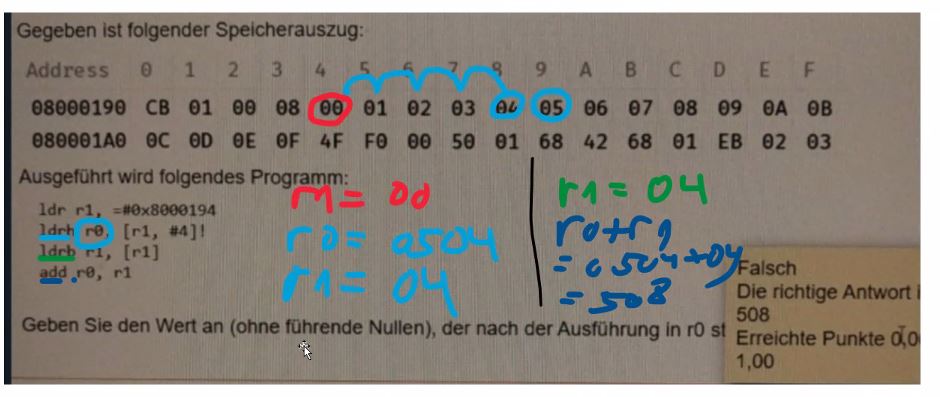 Gegeben ist folgender Speicherauszug:
Address 0 1 2 3 4 5 6 7 8 9 A B C D E F
08000190 CB 01 00 08 00 01 02 03 04 05 06 07 08 09 0A 0B
080001A0 0C 0D 0E 0F 4F F0 00 50 01 68 42 68 01 EB 02 03
Ausgeführt wird folgendes Programm:
ldr r1, =#0x8000194
ldrh r0, [r1, #4]!
ldrb r1, [r1]
add r0, r1
r1 = 00
r0 = 0504
r1 = 04
r1 = 04
r0+r1
= 0504+04
= 508
Falsch
Die richtige Antwort i
508
Erreichte Punkte 0,0
1,00
Geben Sie den Wert an (ohne führende Nullen), der nach der Ausführung in r0 st